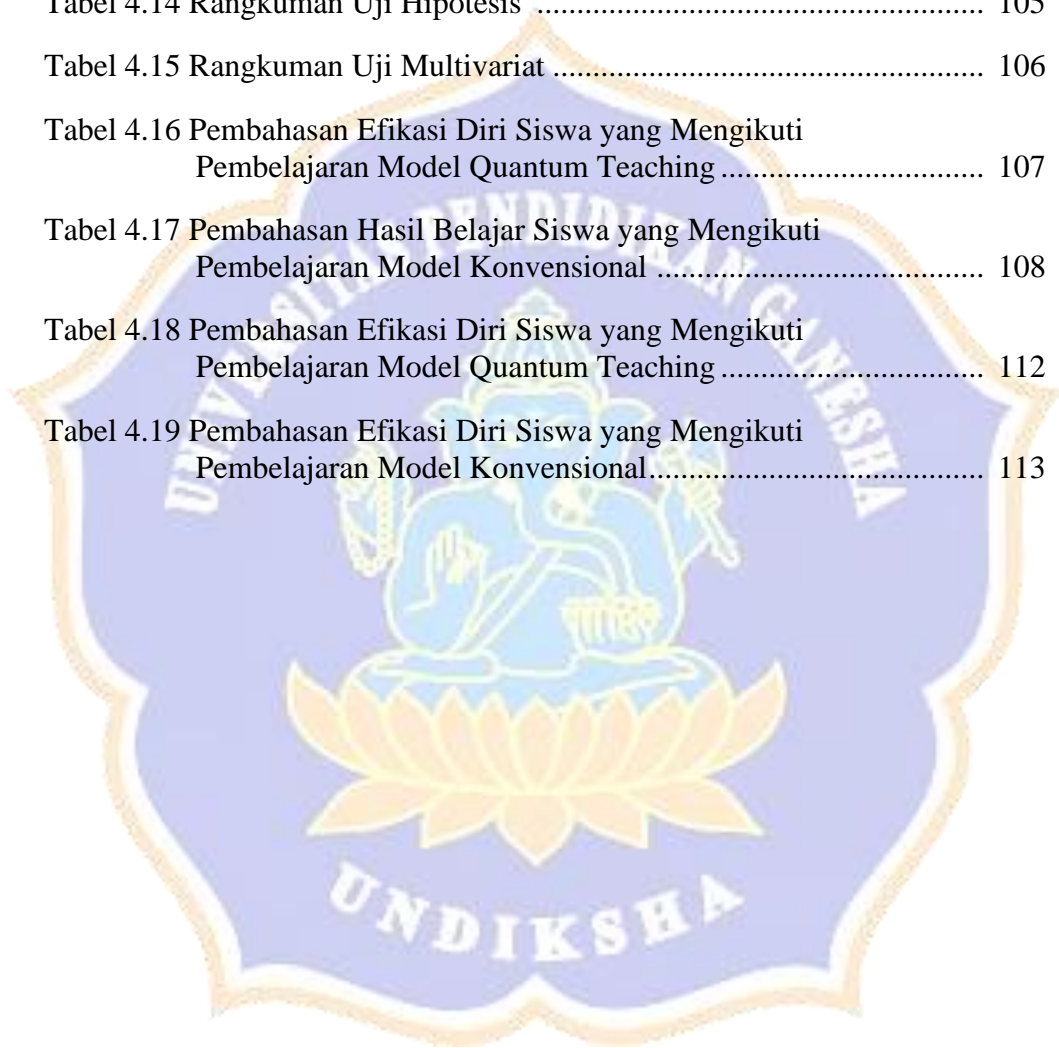 Tabel 4.14 Rangkuman Uji Hipotesis ........................................................ 105
Tabel 4.15 Rangkuman Uji Multivariat ...................................................... 106
Tabel 4.16 Pembahasan Efikasi Diri Siswa yang Mengikuti
Pembelajaran Model Quantum Teaching ................................. 107
Tabel 4.17 Pembahasan Hasil Belajar Siswa yang Mengikuti
Pembelajaran Model Konvensional ......................................... 108
Tabel 4.18 Pembahasan Efikasi Diri Siswa yang Mengikuti
Pembelajaran Model Quantum Teaching ................................. 112
Tabel 4.19 Pembahasan Efikasi Diri Siswa yang Mengikuti
Pembelajaran Model Konvensional.......................................... 113
UNIVERSITAS PENDIDIKAN GANESHA
UNDIKSHA